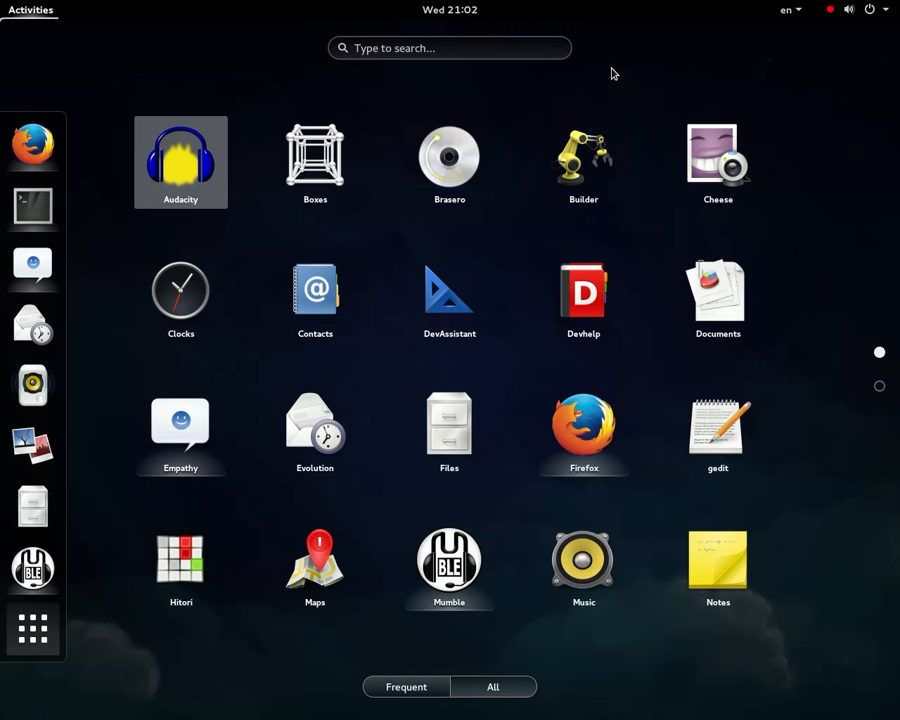 Activities
Wed 21:02
en
Type to search...
Audacity
Boxes
Brasero
Builder
Cheese
Clocks
Contacts
DevAssistant
Devhelp
Documents
Empathy
Evolution
Files
Firefox
gedit
Hitori
Maps
Mumble
Music
Notes
Frequent
All